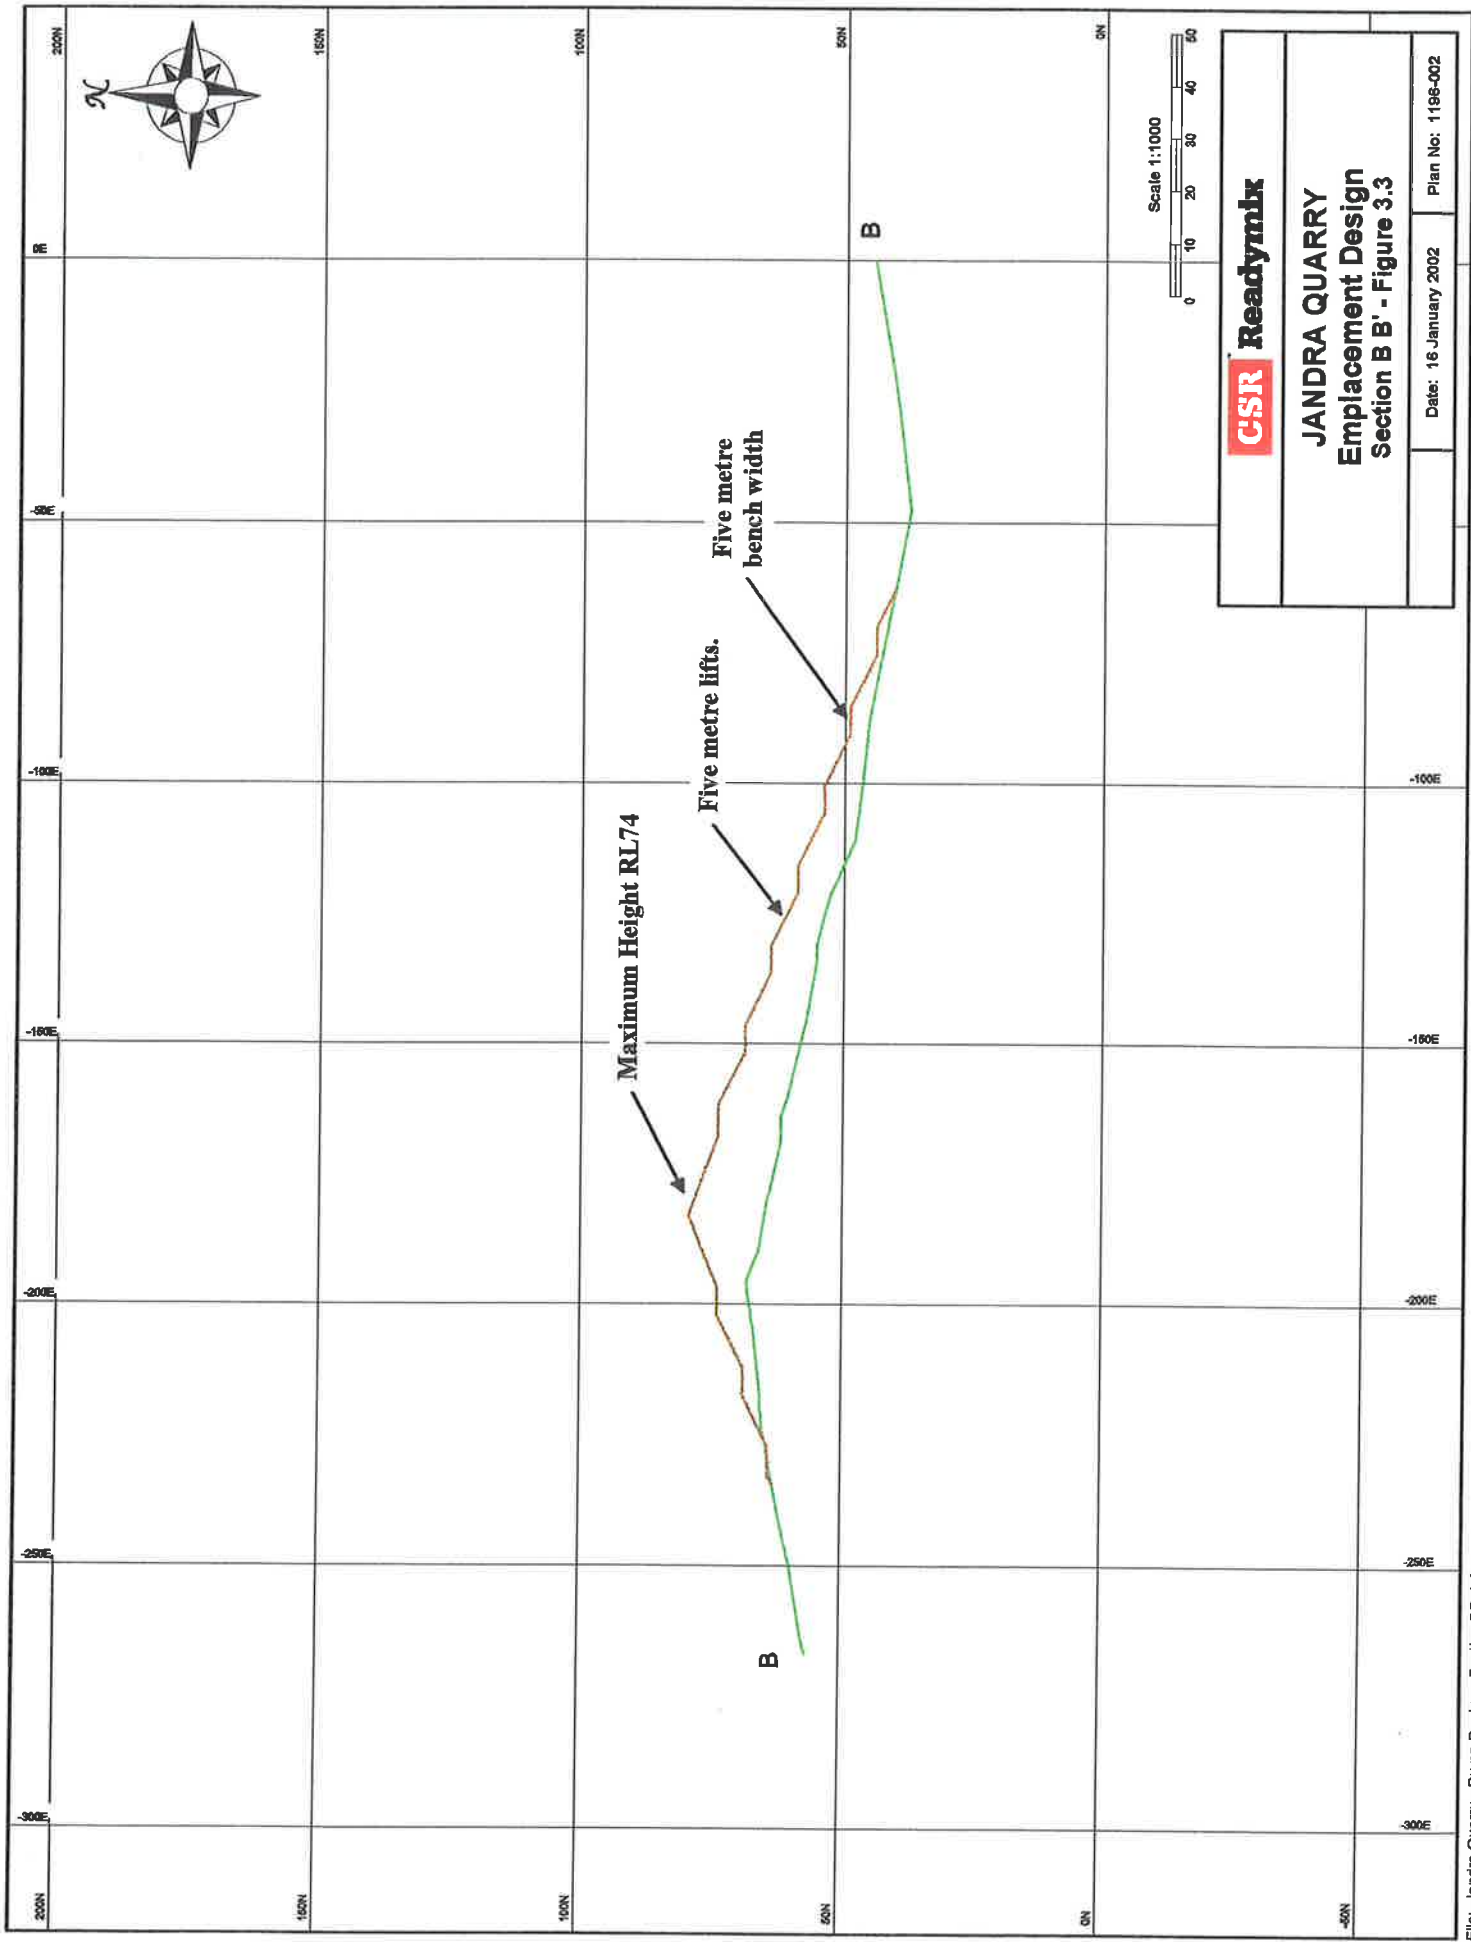 200N
150N
100N
50N
0N
0E
-50E
-100E
-150E
-200E
-250E
-300E
N
B
Five metre
bench width
Five metre lifts.
Maximum Height RL74
B
Scale 1:1000
0 10 20 30 40 50
CSR Readymix
JANDRA QUARRY
Emplacement Design
Section B B' - Figure 3.3
Date: 16 January 2002
Plan No: 1196-002
-100E
-150E
-200E
-250E
-300E
200N
150N
100N
50N
0N
-50N